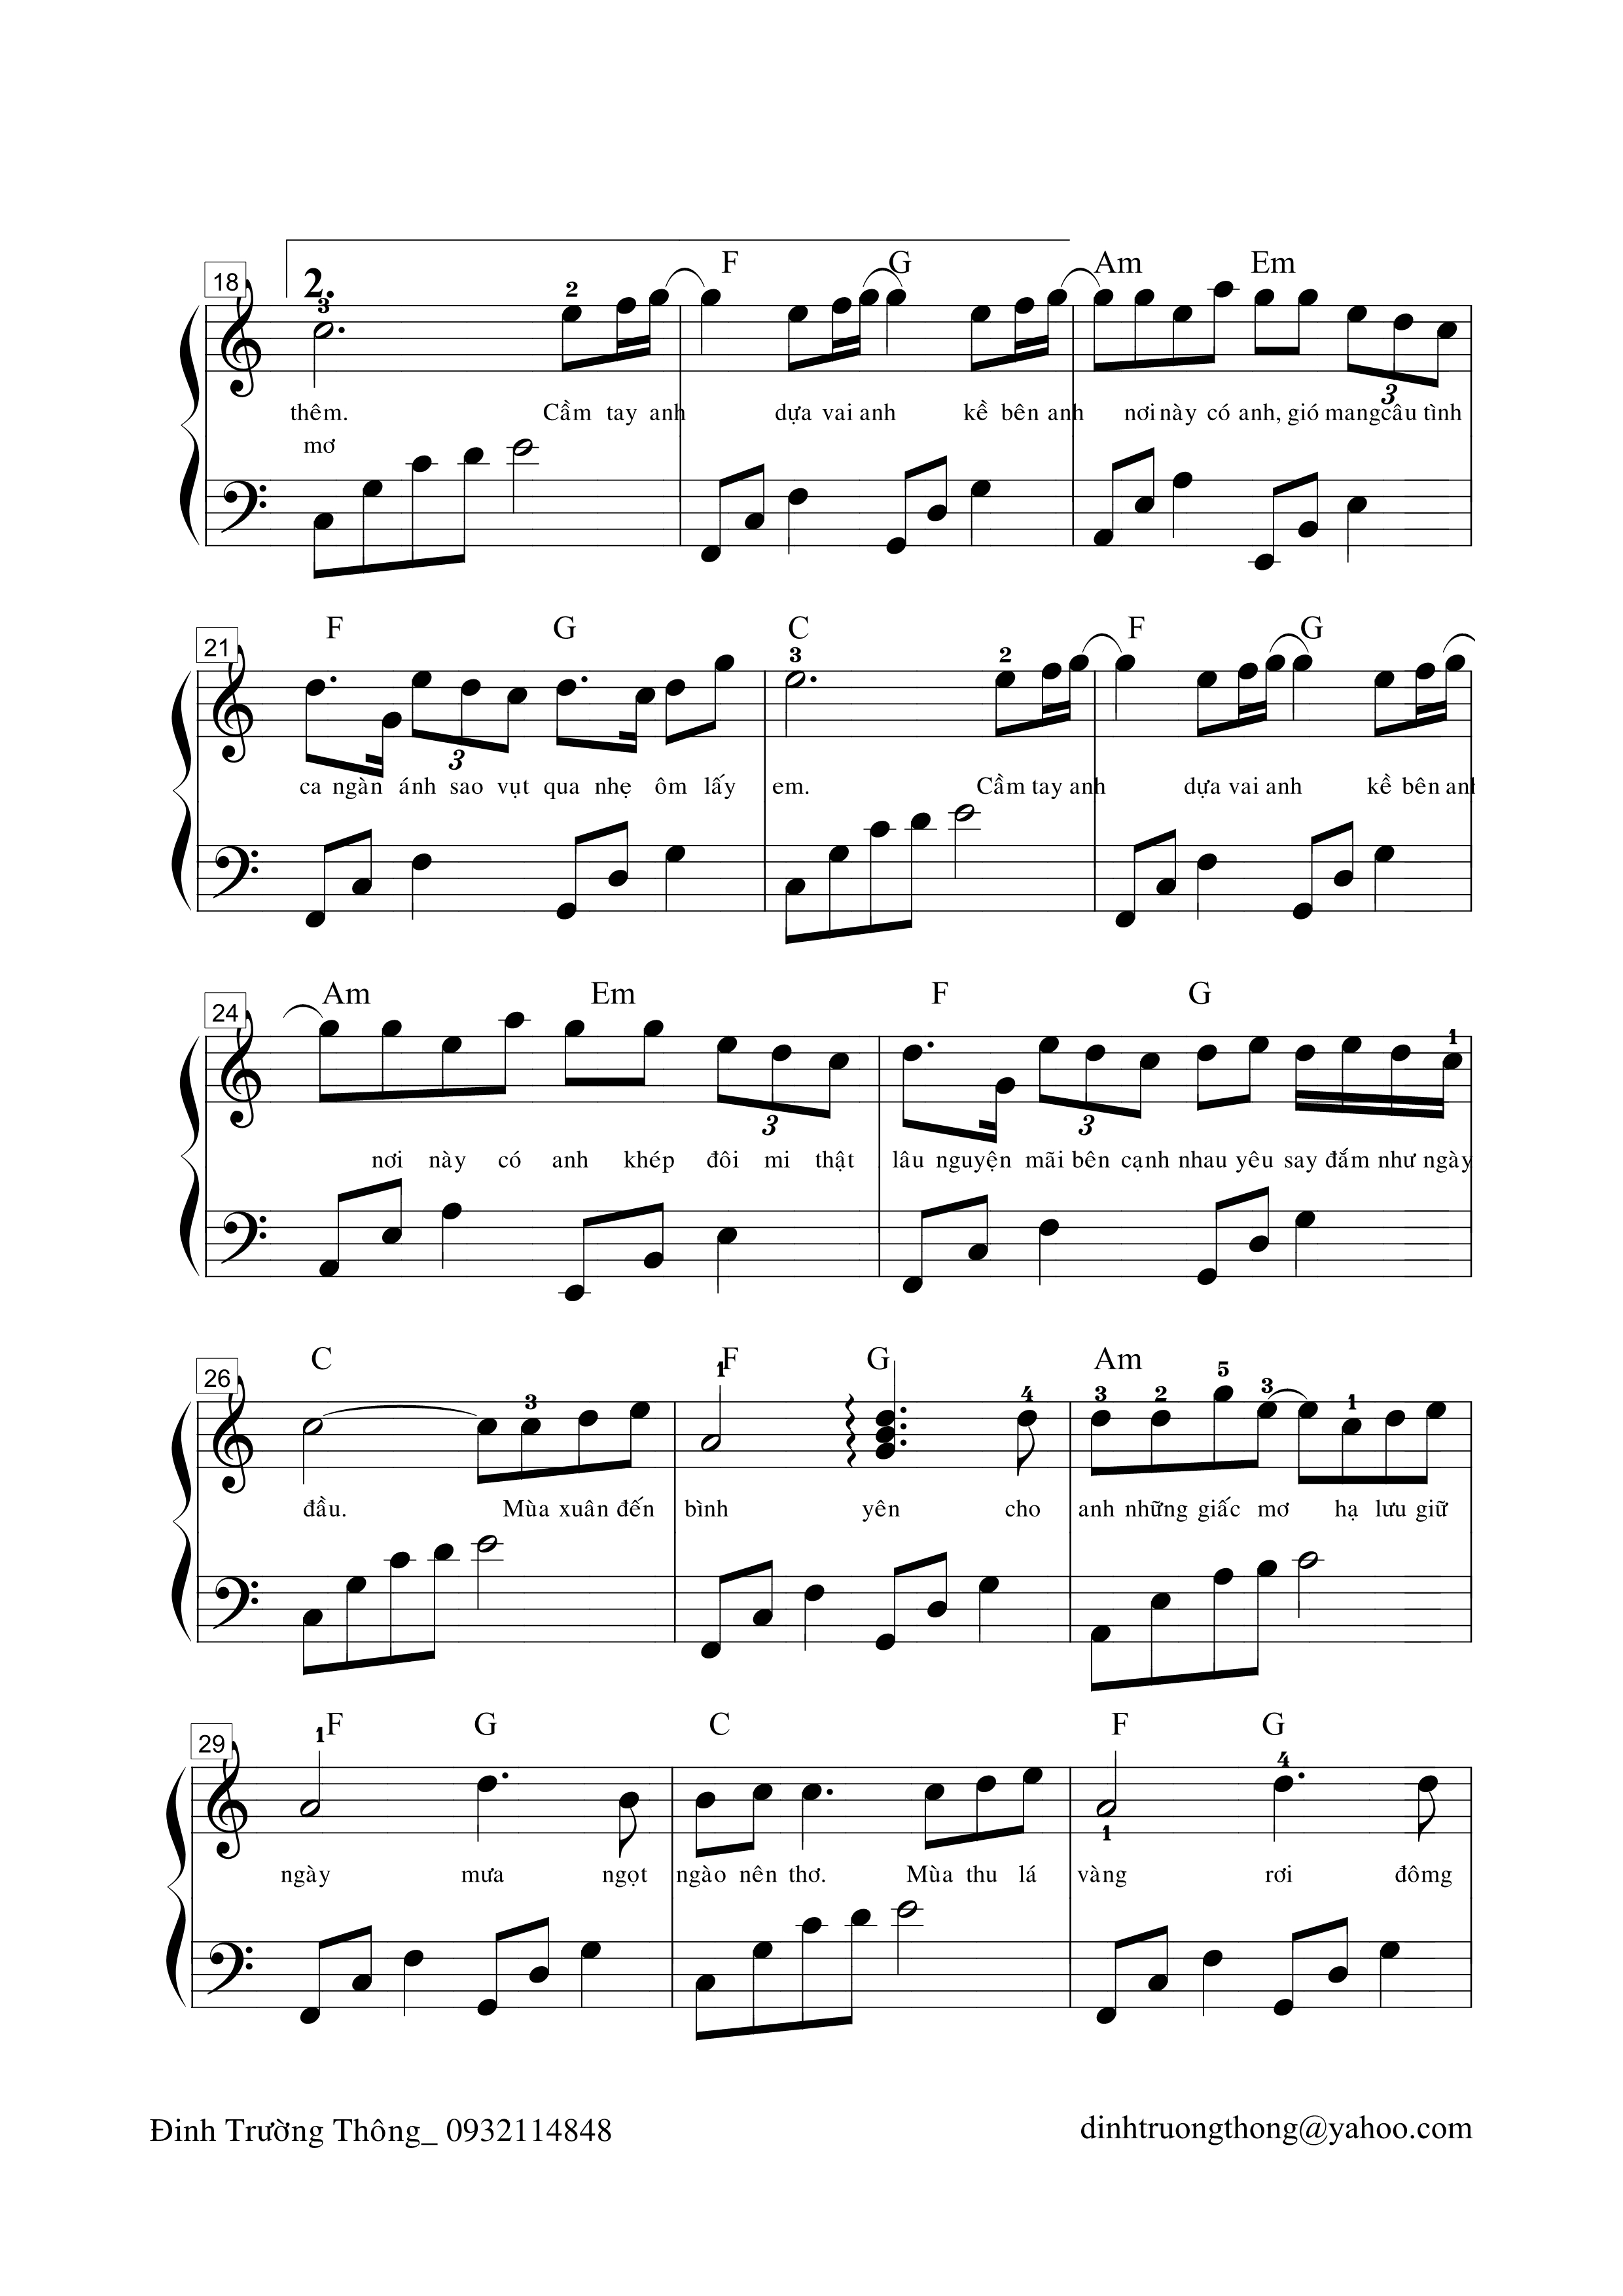 18
2.
F G Am Em
3 2
3
thêm. Cầm tay anh dựa vai anh kề bên anh nơi này có anh, gió mangcâu tình
mơ
21
F G C F G
3 2
3
ca ngàn ánh sao vụt qua nhẹ ôm lấy em. Cầm tay anh dựa vai anh kề bên anh
24
Am Em F G
1
3 3
nơi này có anh khép đôi mi thật lâu nguyện mãi bên cạnh nhau yêu say đắm như ngày
26
C F G Am
3 1 4 3 2 5 3 1
đầu. Mùa xuân đến bình yên cho anh những giấc mơ hạ lưu giữ
29
F G C F G
1 4
1
ngày mưa ngọt ngào nên thơ. Mùa thu lá vàng rơi đômg
Đinh Trường Thông_ 0932114848
dinhtruongthong@yahoo.com